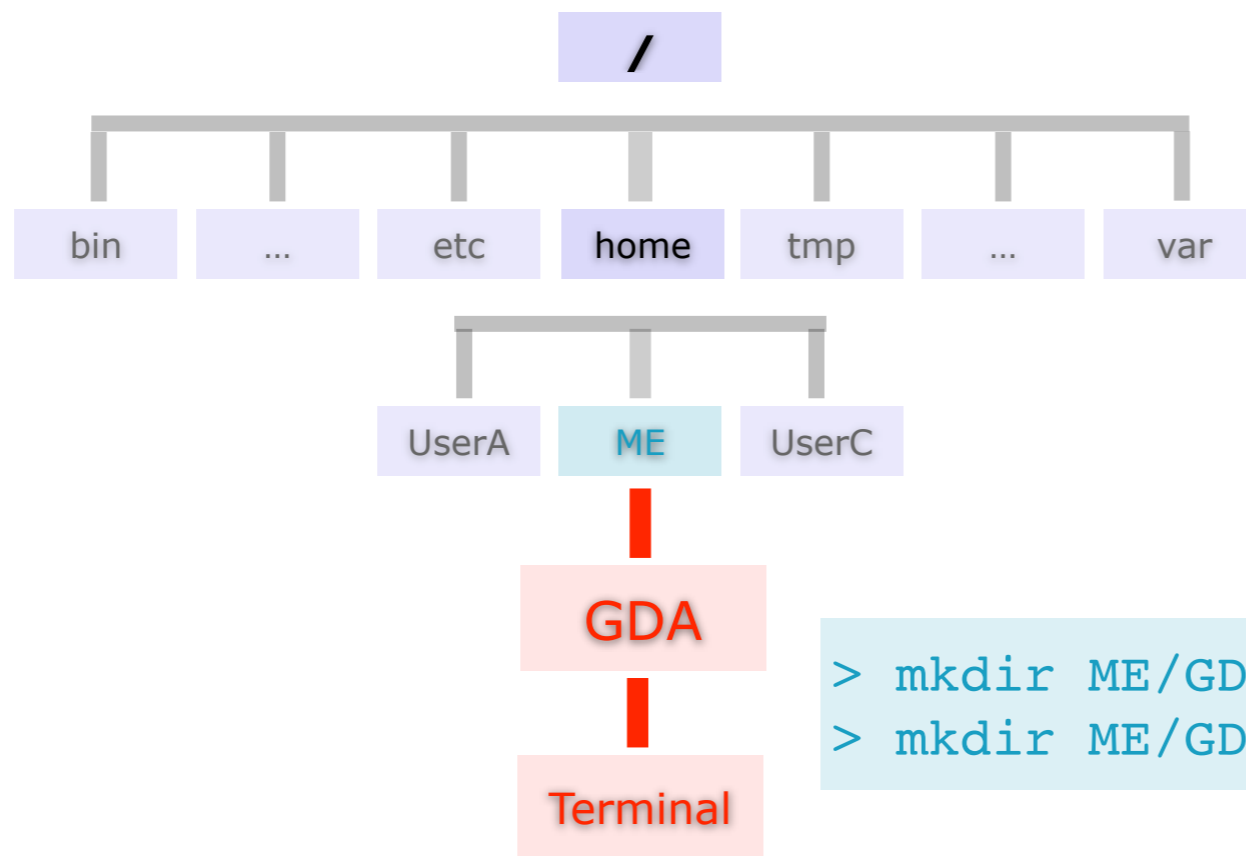 /
bin … etc home tmp … var
UserA ME UserC
GDA
> mkdir ME/GD
> mkdir ME/GD
Terminal